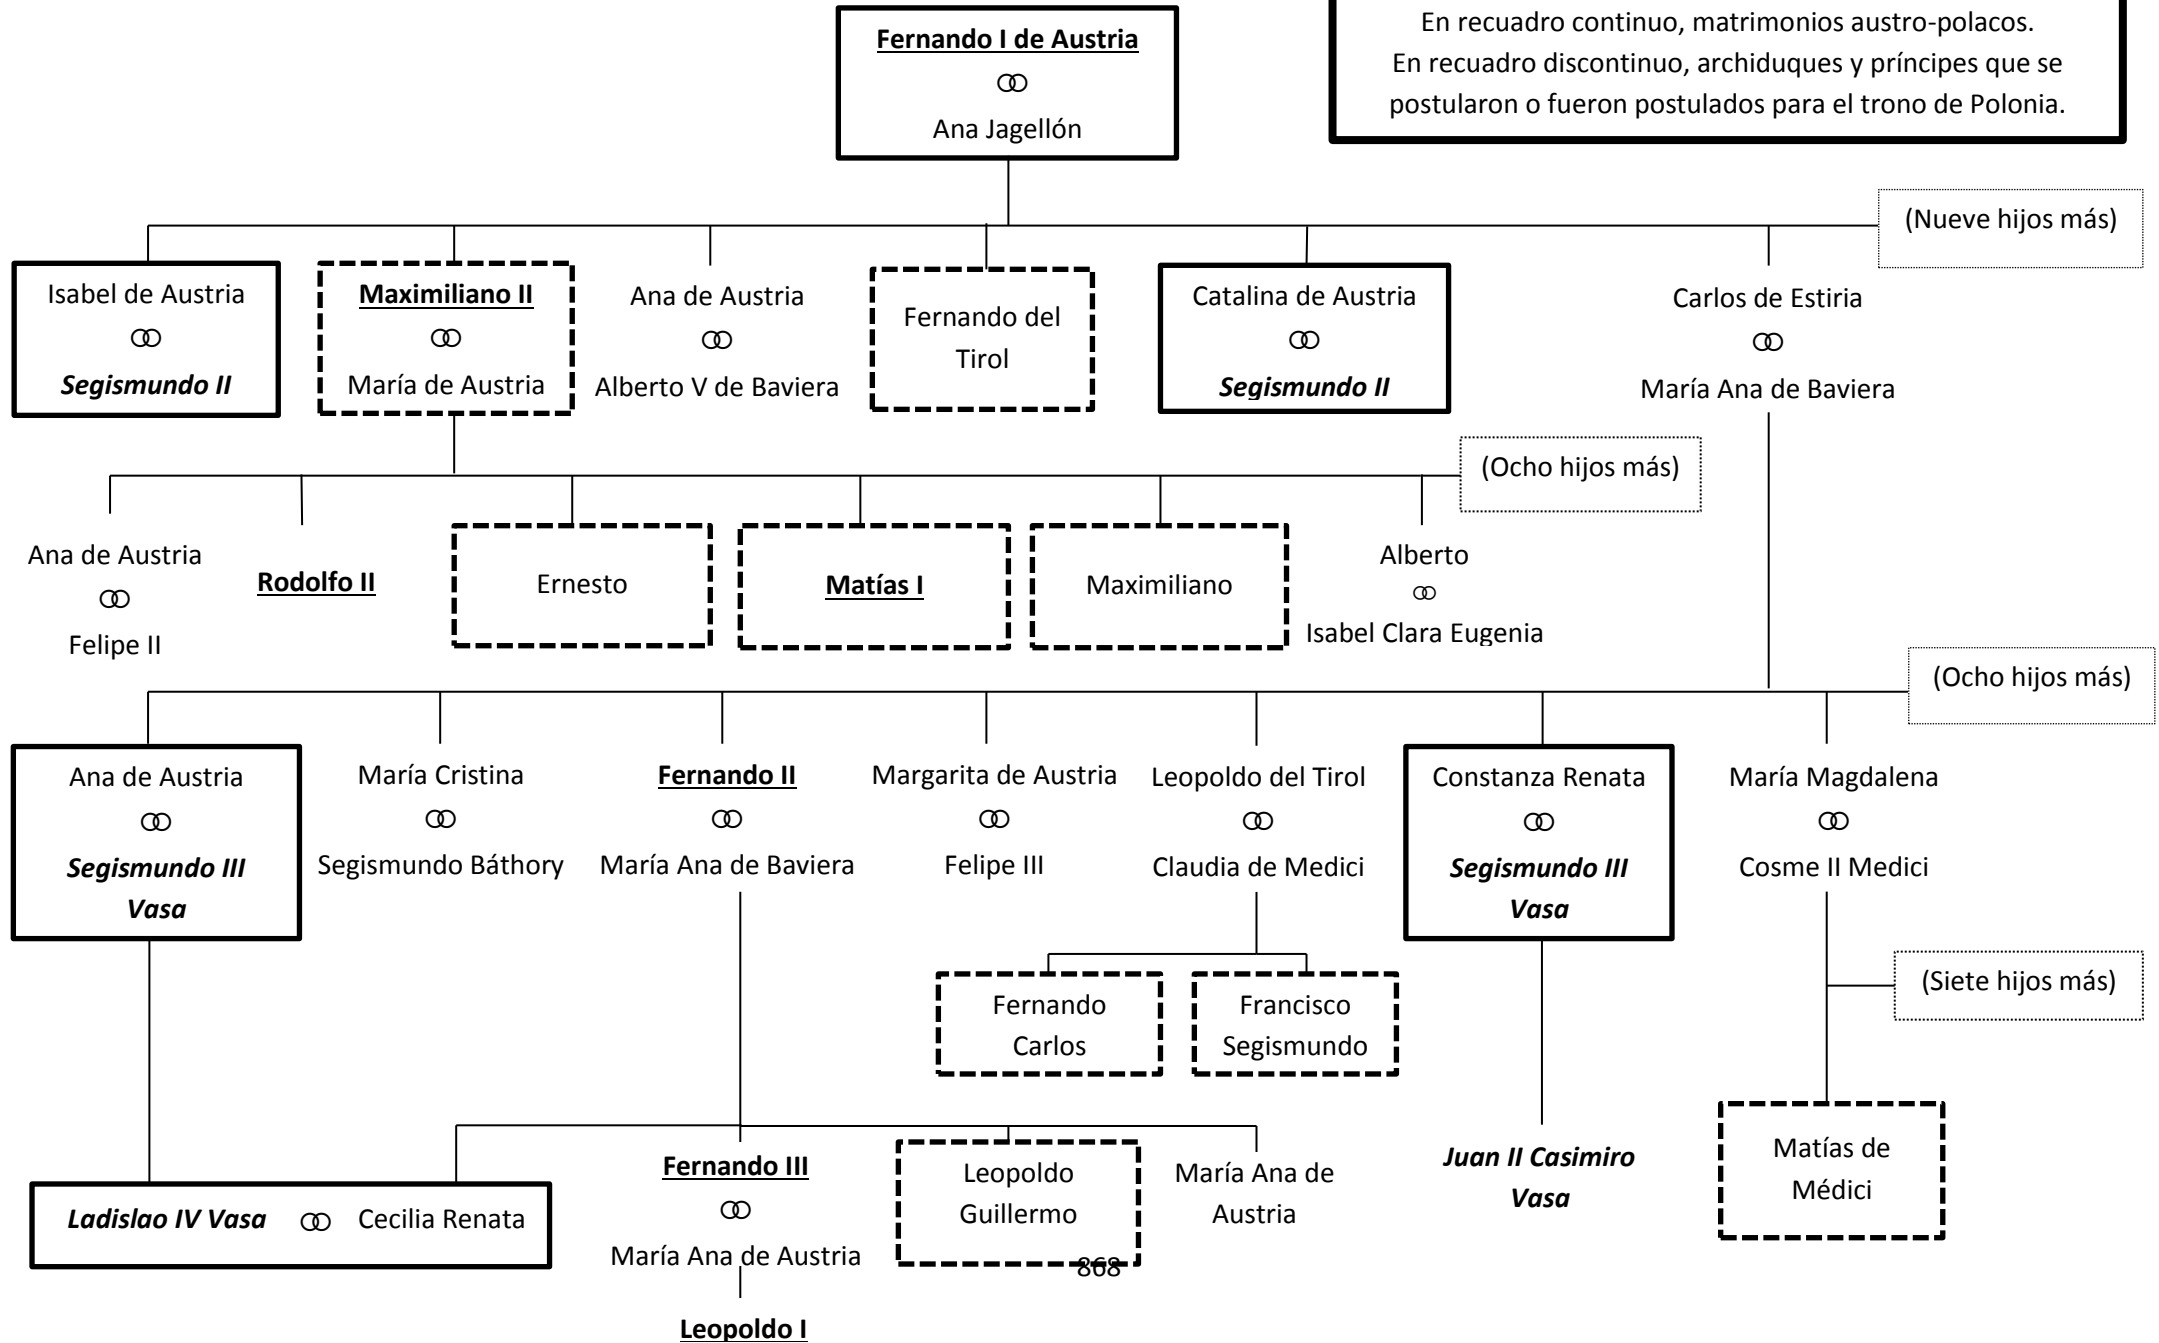 Fernando I de Austria
Ana Jagellón
En recuadro continuo, matrimonios austro-polacos.
En recuadro discontinuo, archiduques y príncipes que se
postularon o fueron postulados para el trono de Polonia.
(Nueve hijos más)
Isabel de Austria
Segismundo II
Maximiliano II
María de Austria
Ana de Austria
Alberto V de Baviera
Fernando del
Tirol
Catalina de Austria
Segismundo II
Carlos de Estiria
María Ana de Baviera
(Ocho hijos más)
Ana de Austria
Felipe II
Rodolfo II
Ernesto
Matías I
Maximiliano
Alberto
Isabel Clara Eugenia
(Ocho hijos más)
Ana de Austria
Segismundo III
Vasa
María Cristina
Segismundo Báthory
Fernando II
María Ana de Baviera
Margarita de Austria
Felipe III
Leopoldo del Tirol
Claudia de Medici
Constanza Renata
Segismundo III
Vasa
María Magdalena
Cosme II Medici
(Siete hijos más)
Fernando
Carlos
Francisco
Segismundo
Ladislao IV Vasa
Cecilia Renata
Fernando III
María Ana de Austria
Leopoldo
Guillermo
María Ana de
Austria
Juan II Casimiro
Vasa
Matías de
Médici
868
Leopoldo I